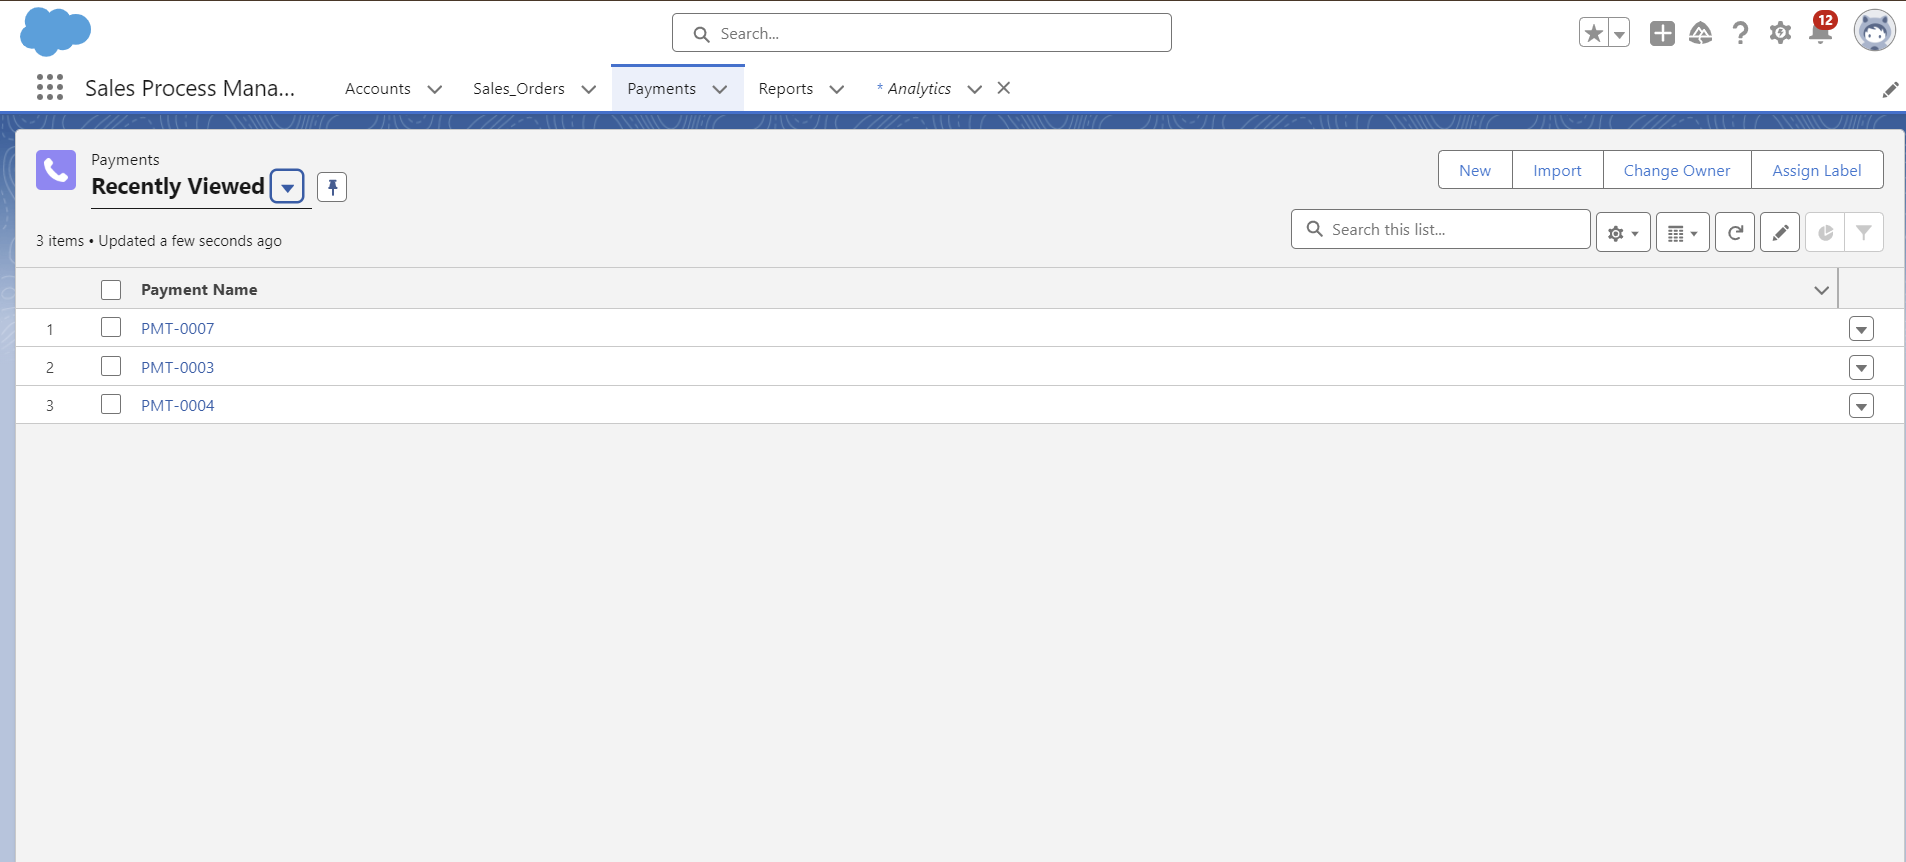 Search...
12
Sales Process Mana...
Accounts
Sales_Orders
Payments
Reports
* Analytics
Payments
Recently Viewed
New
Import
Change Owner
Assign Label
3 items • Updated a few seconds ago
Search this list...
Payment Name
1 PMT-0007
2 PMT-0003
3 PMT-0004